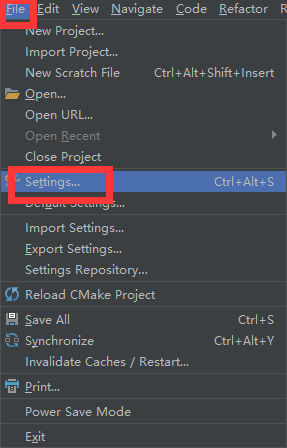 File Edit View Navigate Code Refactor
New Project...
Import Project...
New Scratch File Ctrl+Alt+Shift+Insert
Open...
Open URL...
Open Recent
Close Project
Settings... Ctrl+Alt+S
Default Settings...
Import Settings...
Export Settings...
Settings Repository...
Reload CMake Project
Save All Ctrl+S
Synchronize Ctrl+Alt+Y
Invalidate Caches / Restart...
Print...
Power Save Mode
Exit